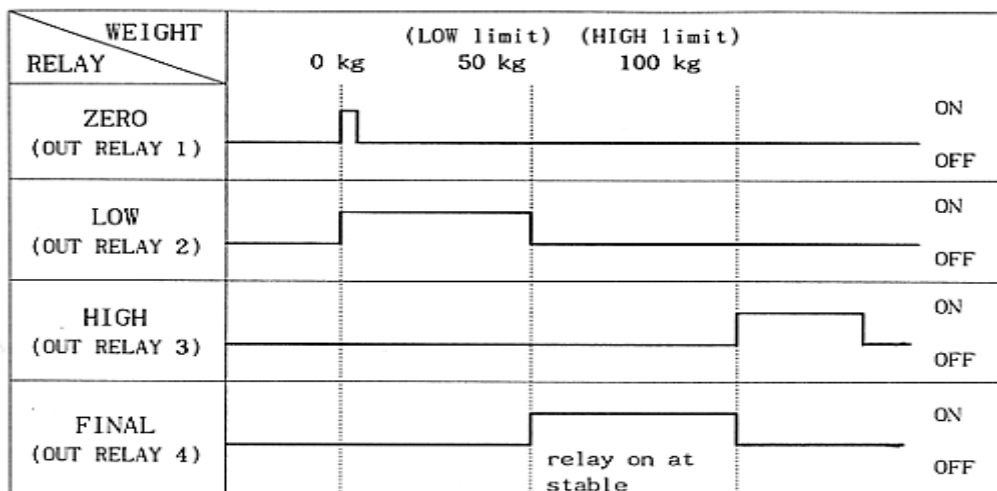 WEIGHT
RELAY
(LOW limit) (HIGH limit)
0 kg 50 kg 100 kg
ZERO
(OUT RELAY 1)
ON
OFF
LOW
(OUT RELAY 2)
ON
OFF
HIGH
(OUT RELAY 3)
ON
OFF
FINAL
(OUT RELAY 4)
ON
OFF
relay on at
stable